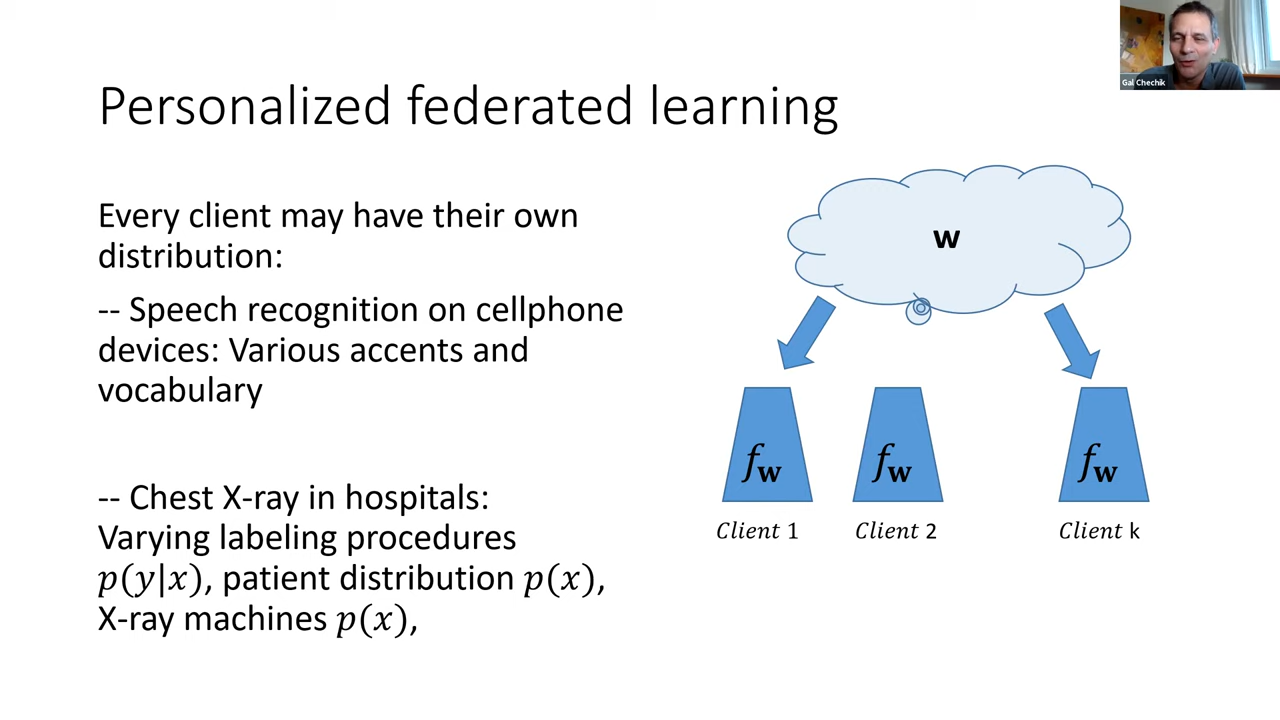 Gal Chechik
Personalized federated learning
Every client may have their own
distribution:
-- Speech recognition on cellphone
devices: Various accents and
vocabulary
-- Chest X-ray in hospitals:
Varying labeling procedures
p(y|x), patient distribution p(x),
X-ray machines p(x),
w
f_w f_w f_w
Client 1 Client 2 Client k